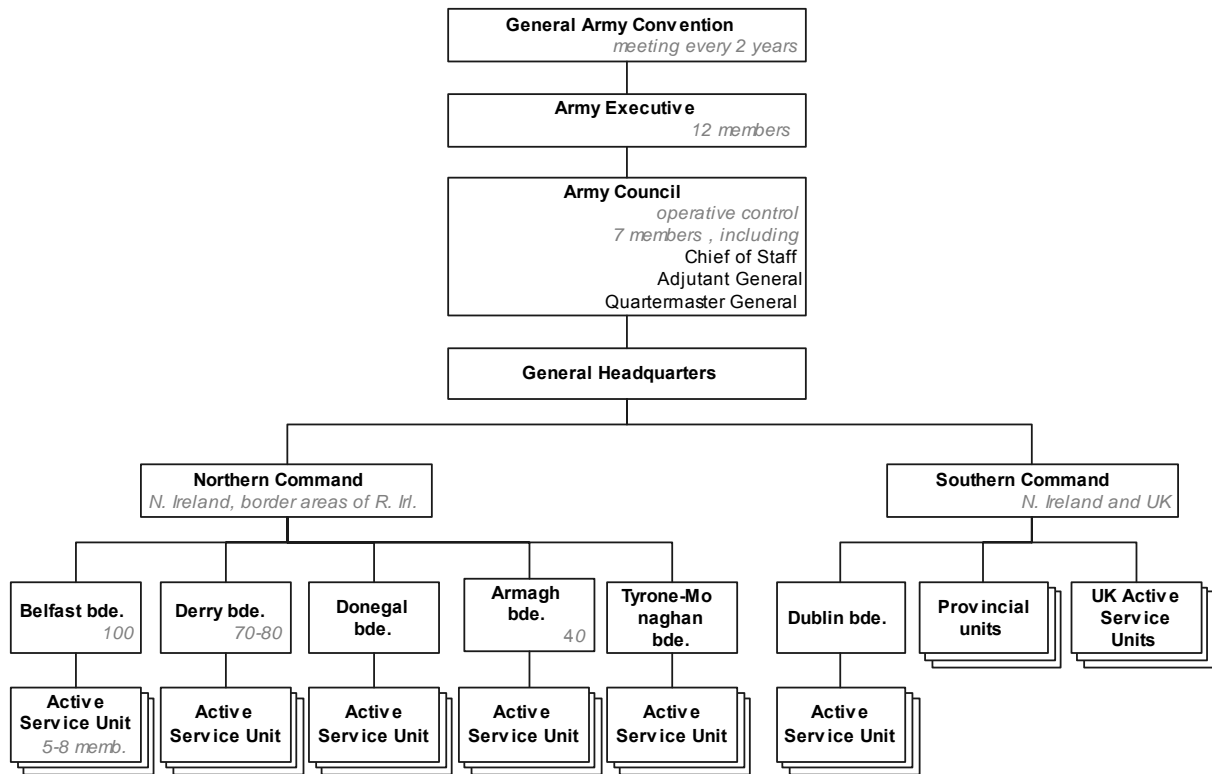 General Army Convention
meeting every 2 years
Army Executive
12 members
Army Council
operative control
7 members , including
Chief of Staff
Adjutant General
Quartermaster General
General Headquarters
Northern Command
N. Ireland, border areas of R. Irl.
Southern Command
N. Ireland and UK
Belfast bde.
100
Derry bde.
70-80
Donegal
bde.
Armagh
bde.
40
Tyrone-Mo
naghan
bde.
Dublin bde.
Provincial
units
UK Active
Service
Units
Active
Service Unit
5-8 memb.
Active
Service Unit
Active
Service Unit
Active
Service Unit
Active
Service Unit
Active
Service Unit